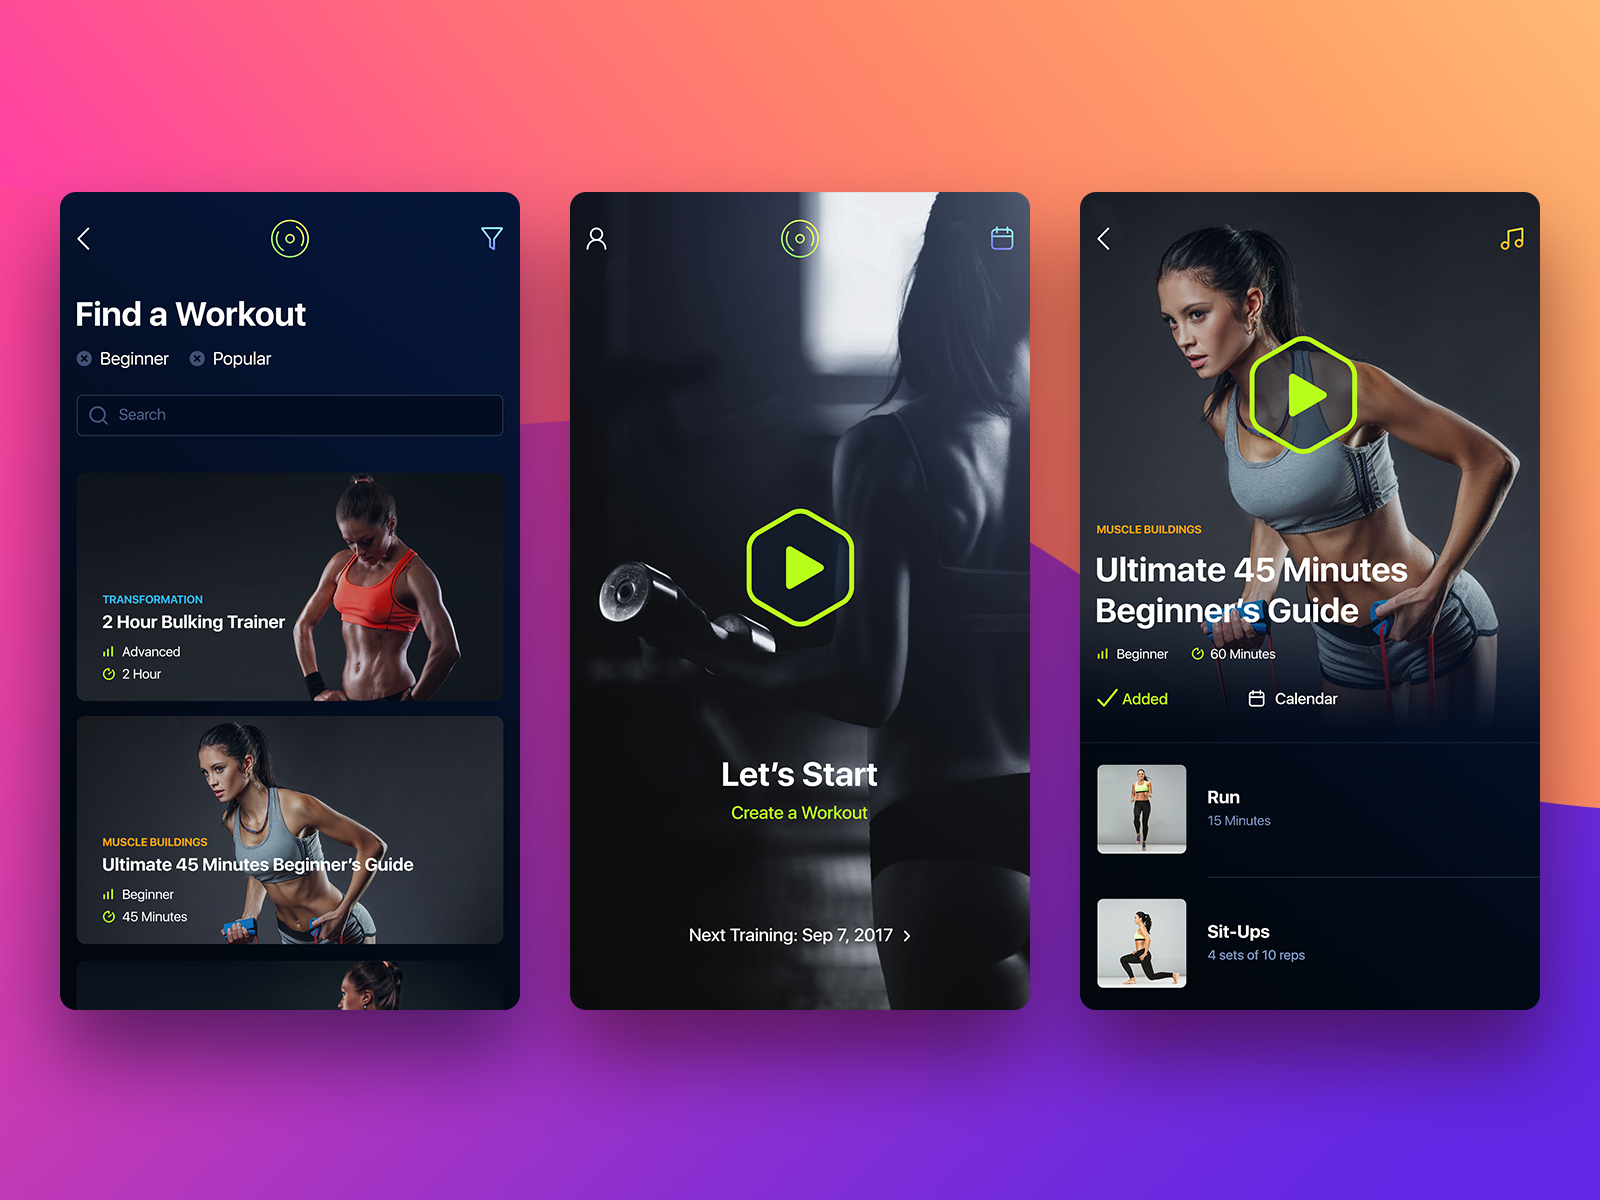 Find a Workout
Beginner
Popular
Search
TRANSFORMATION
2 Hour Bulking Trainer
Advanced
2 Hour
MUSCLE BUILDINGS
Ultimate 45 Minutes Beginner's Guide
Beginner
45 Minutes
Let's Start
Create a Workout
Next Training: Sep 7, 2017
MUSCLE BUILDINGS
Ultimate 45 Minutes
Beginner's Guide
Beginner
60 Minutes
Added
Calendar
Run
15 Minutes
Sit-Ups
4 sets of 10 reps